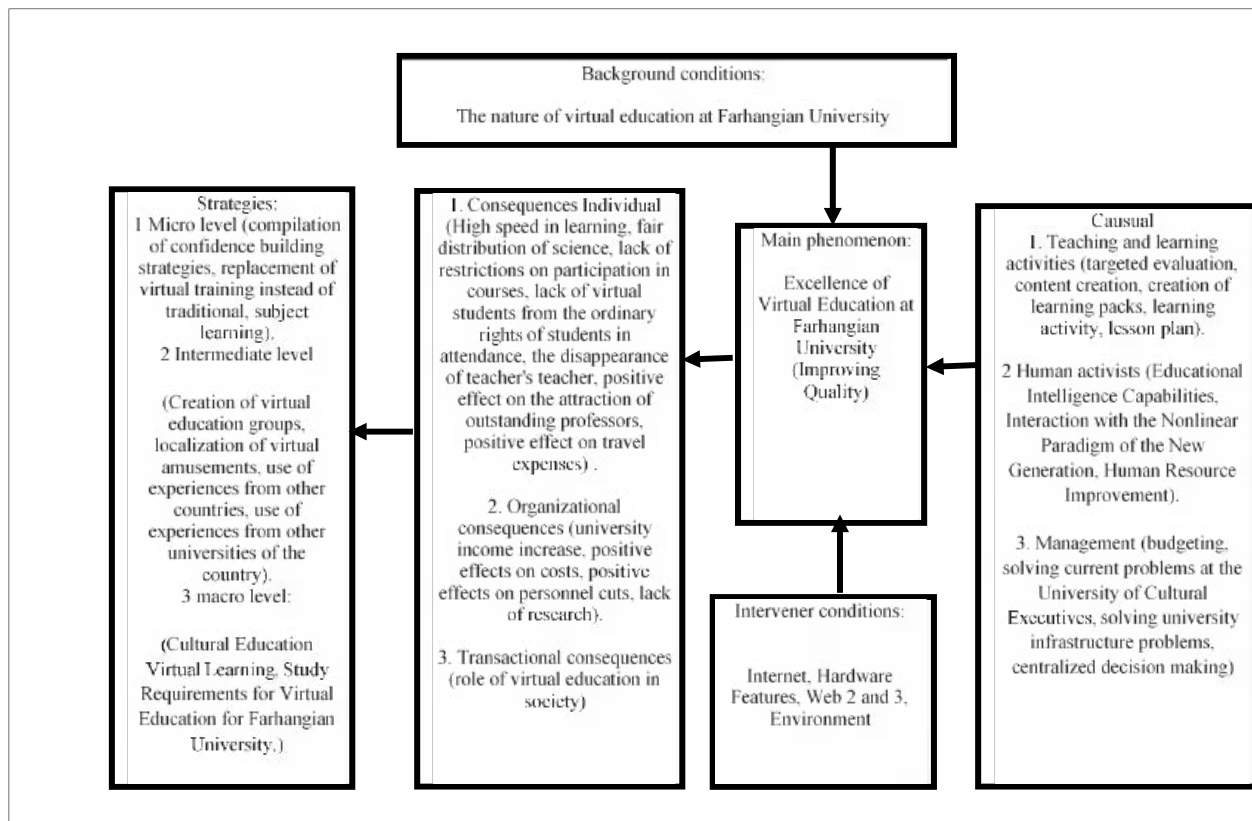 Background conditions:
The nature of virtual education at Farhangian University
Strategies:
1 Micro level (compilation
of confidence building
strategies, replacement of
virtual training instead of
traditional, subject
learning).
2 Intermediate level
(Creation of virtual
education groups,
localization of virtual
amusements, use of
experiences from other
countries, use of
experiences from other
universities of the
country).
3 macro level:
(Cultural Education
Virtual Learning, Study
Requirements for Virtual
Education for Farhangian
University.)
1. Consequences Individual
(High speed in learning, fair
distribution of science, lack of
restrictions on participation in
courses, lack of virtual
students from the ordinary
rights of students in
attendance, the disappearance
of teacher's teacher, positive
effect on the attraction of
outstanding professors,
positive effect on travel
expenses) .
2. Organizational
consequences (university
income increase, positive
effects on costs, positive
effects on personnel cuts, lack
of research).
3. Transactional consequences
(role of virtual education in
society)
Main phenomenon:
Excellence of
Virtual Education at
Farhangian
University
(Improving
Quality)
Intervener conditions:
Internet, Hardware
Features, Web 2 and 3,
Environment
Causual
1. Teaching and learning
activities (targeted evaluation,
content creation, creation of
learning packs, learning
activity, lesson plan).
2 Human activists (Educational
Intelligence Capabilities,
Interaction with the Nonlinear
Paradigm of the New
Generation, Human Resource
Improvement).
3. Management (budgeting,
solving current problems at the
University of Cultural
Executives, solving university
infrastructure problems,
centralized decision making)